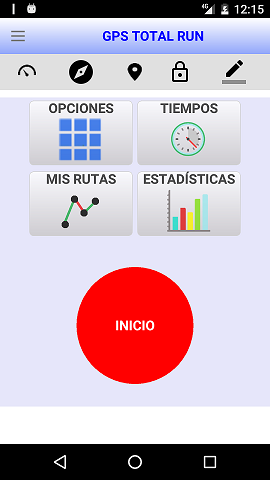 4G 12:15
GPS TOTAL RUN
OPCIONES TIEMPOS
MIS RUTAS ESTADÍSTICAS
INICIO